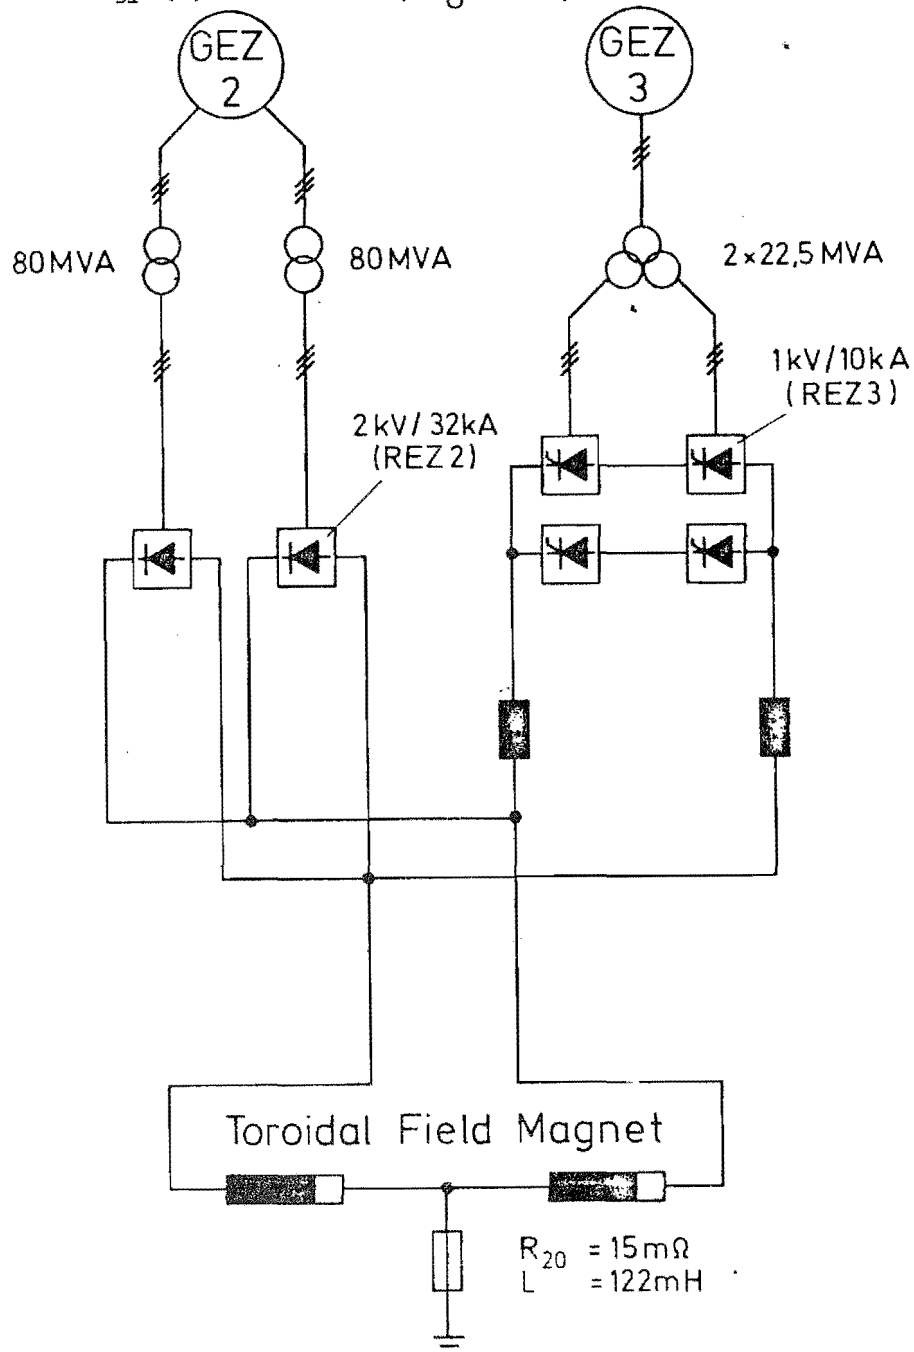 GEZ
2
GEZ
3
80MVA
80MVA
2×22,5 MVA
1kV/10kA
(REZ3)
2kV/32kA
(REZ2)
Toroidal Field Magnet
R20 = 15mΩ
L = 122mH